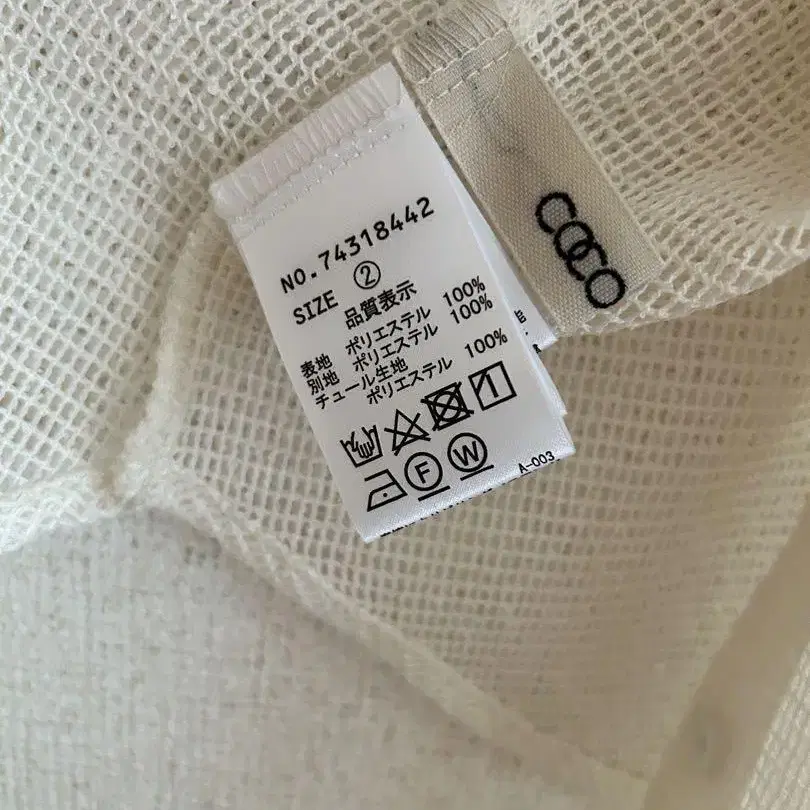 NO.74318442
SIZE ②
品質表示
表地 ポリエステル 100%
別地 ポリエステル 100%
チュール生地
ポリエステル 100%
F W
A-003
COCO